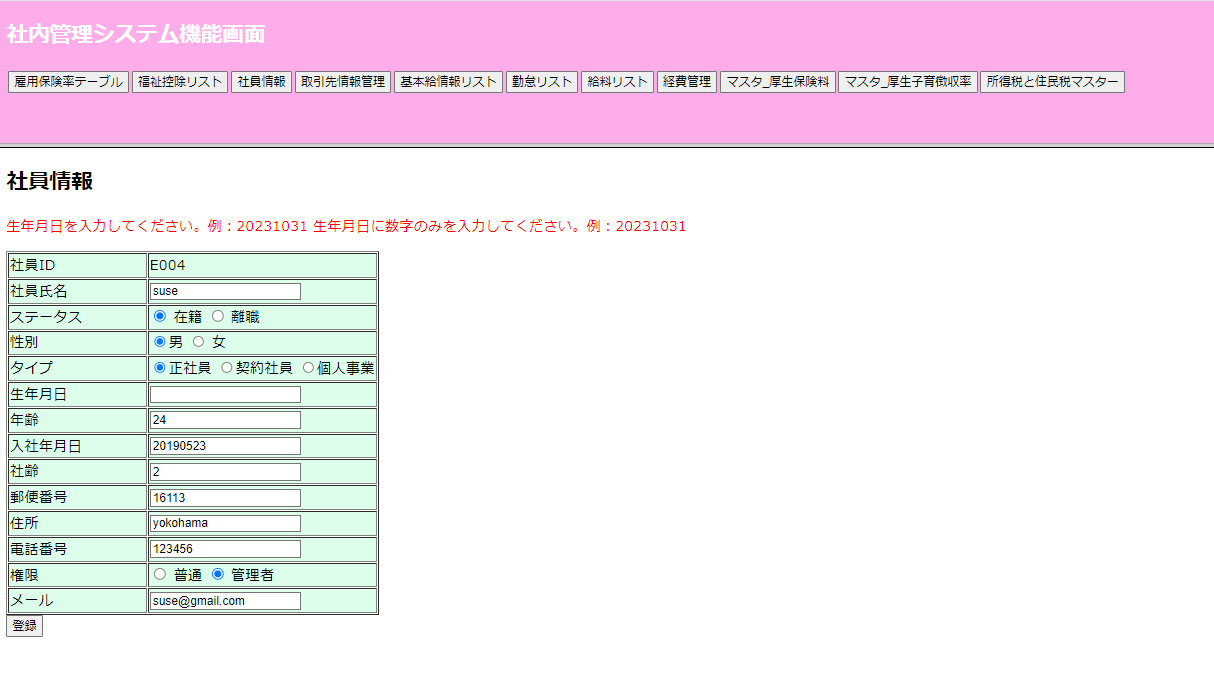 社内管理システム機能画面
雇用保険率テーブル 福祉控除リスト 社員情報 取引先情報管理 基本給情報リスト 勤怠リスト 給料リスト 経費管理 マスタ_厚生保険料 マスタ_厚生子育徴収率 所得税と住民税マスター
社員情報
生年月日を入力してください。例：20231031 生年月日に数字のみを入力してください。例：20231031
社員ID E004
社員氏名 suse
ステータス 在籍 離職
性別 男 女
タイプ 正社員 契約社員 個人事業
生年月日
年齢 24
入社年月日 20190523
社齢 2
郵便番号 16113
住所 yokohama
電話番号 123456
権限 普通 管理者
メール suse@gmail.com
登録